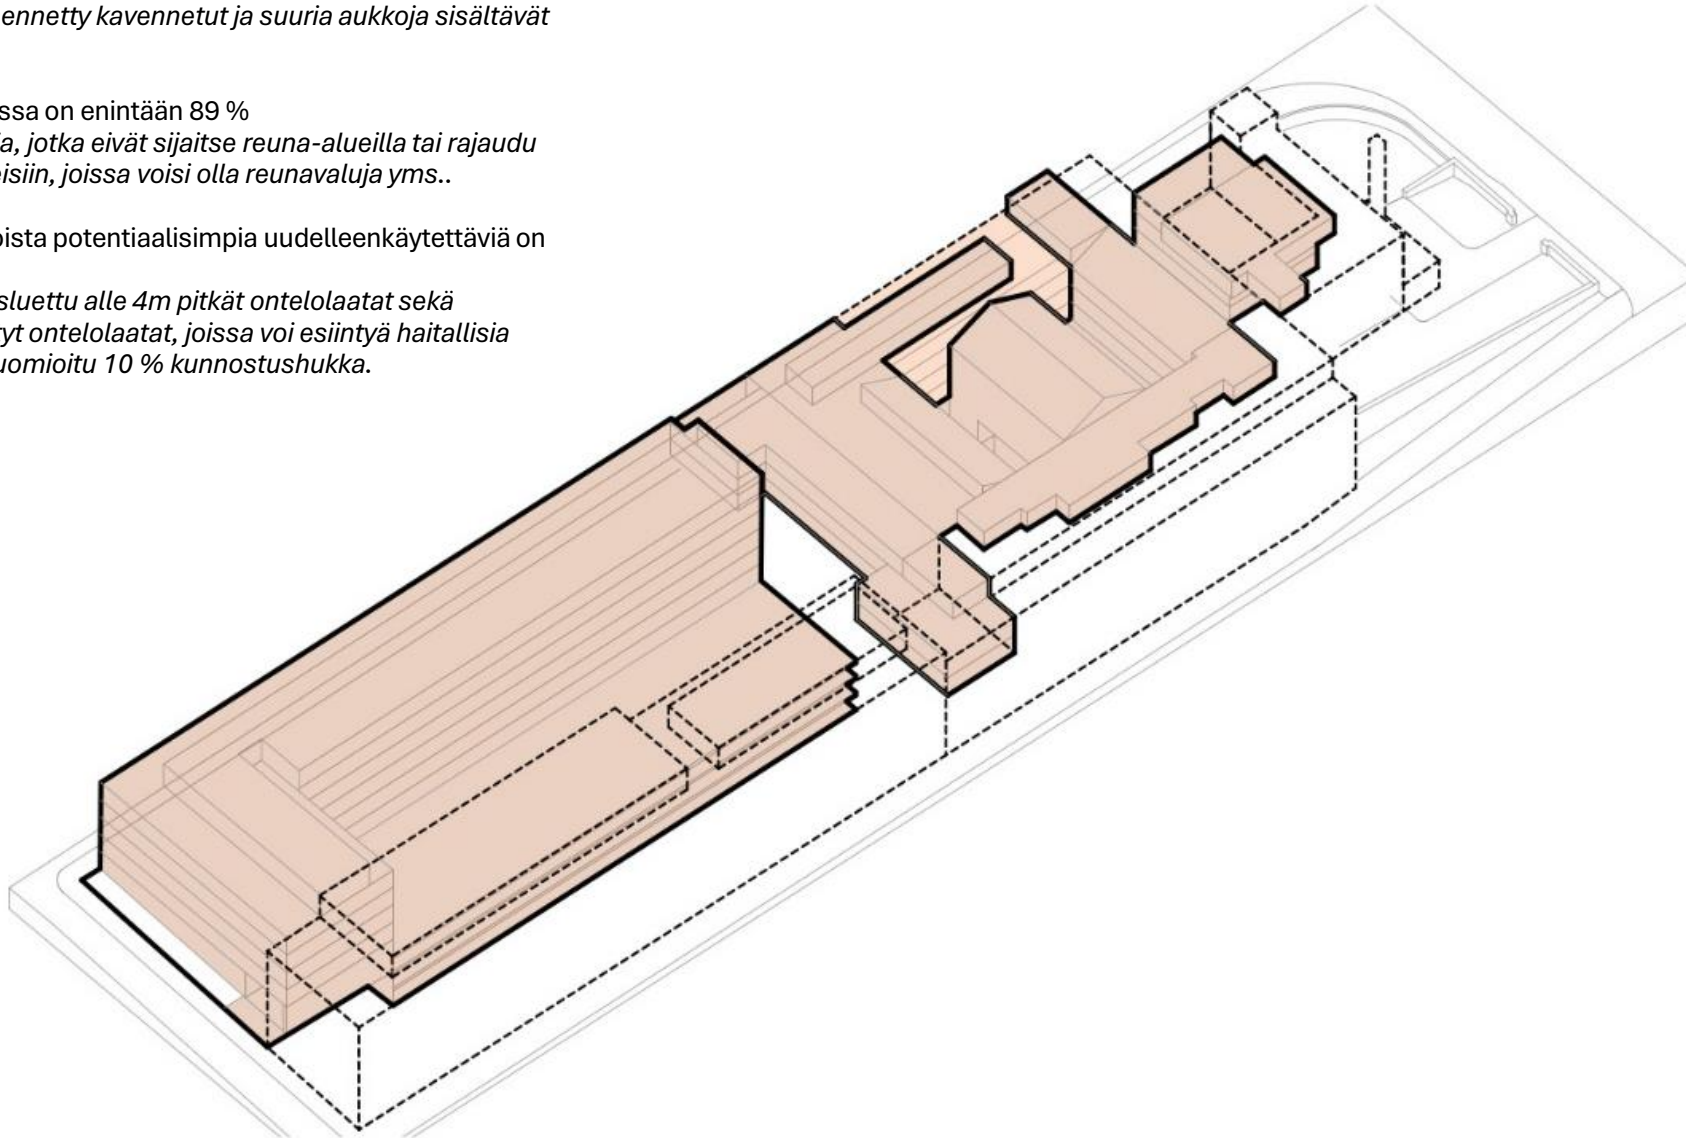 ennetty kavennetut ja suuria aukkoja sisältävät
ssa on enintään 89 %
a, jotka eivät sijaitse reuna-alueilla tai rajaudu
eisiin, joissa voisi olla reunavaluja yms..
oista potentiaalisimpia uudelleenkäytettäviä on
sluettu alle 4m pitkät ontelolaatat sekä
tyt ontelolaatat, joissa voi esiintyä haitallisia
uomioitu 10 % kunnostushukka.